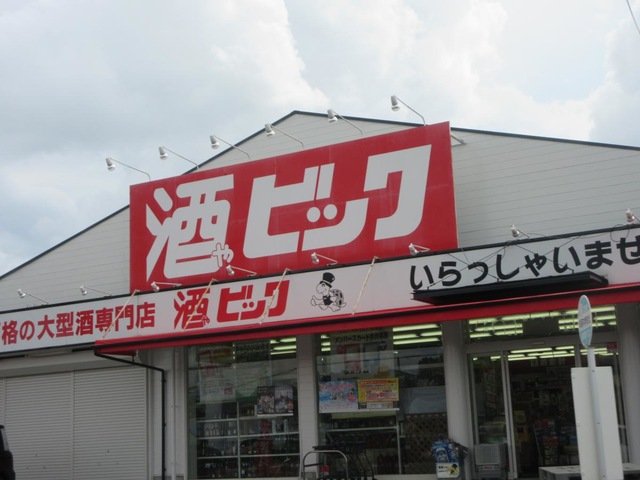 酒やビック
格の大型酒専門店
酒やビック
いらっしゃいませ